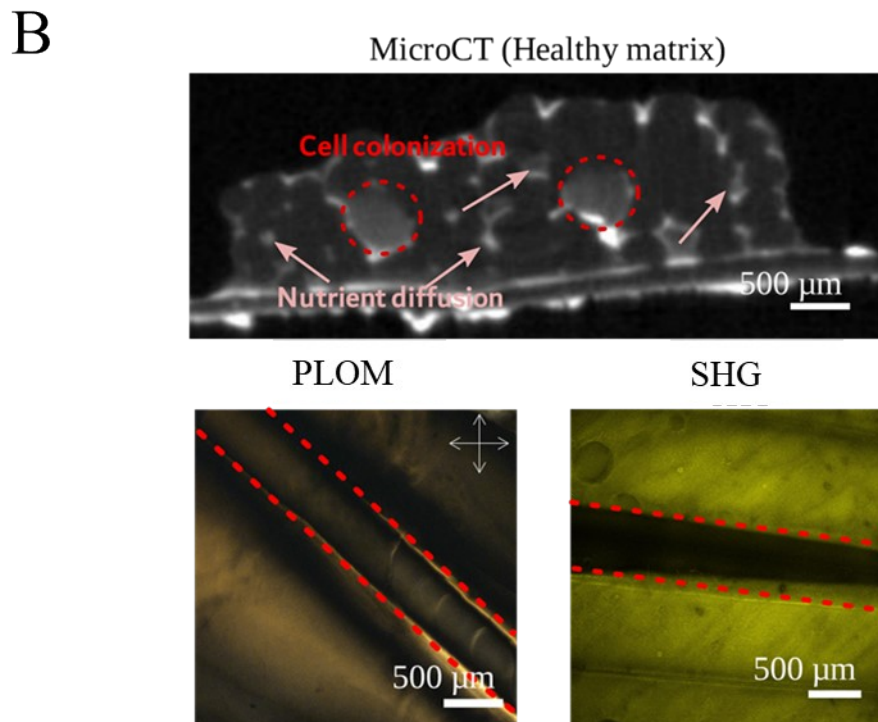 B
MicroCT (Healthy matrix)
Cell colonization
Nutrient diffusion
500 µm
PLOM
SHG
500 µm
500 µm